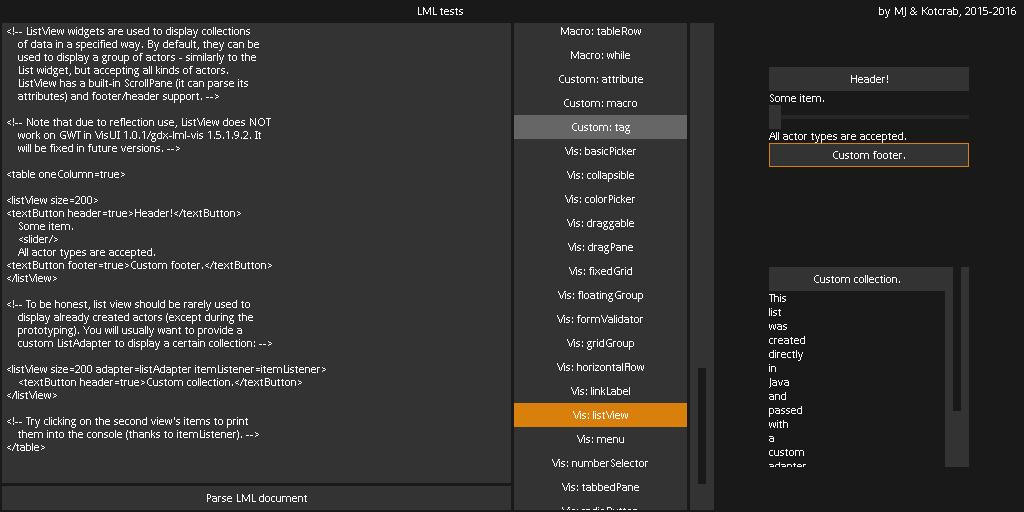 LML tests
by MJ & Kotcrab, 2015-2016
<!-- ListView widgets are used to display collections
of data in a specified way. By default, they can be
used to display a group of actors - similarly to the
List widget, but accepting all kinds of actors.
ListView has a built-in ScrollPane (it can parse its
attributes) and footer/header support. -->
<!-- Note that due to reflection use, ListView does NOT
work on GWT in VisUI 1.0.1/gdx-lml-vis 1.5.1.9.2. It
will be fixed in future versions. -->
<table oneColumn=true>
<listView size=200>
<textButton header=true>Header!</textButton>
Some item.
<slider/>
All actor types are accepted.
<textButton footer=true>Custom footer.</textButton>
</listView>
<!-- To be honest, list view should be rarely used to
display already created actors (except during the
prototyping). You will usually want to provide a
custom ListAdapter to display a certain collection: -->
<listView size=200 adapter=listAdapter itemListener=itemListener>
<textButton header=true>Custom collection.</textButton>
</listView>
<!-- Try clicking on the second view's items to print
them into the console (thanks to itemListener). -->
</table>
Parse LML document
Macro: tableRow
Macro: while
Custom: attribute
Custom: macro
Custom: tag
Vis: basicPicker
Vis: collapsible
Vis: colorPicker
Vis: draggable
Vis: dragPane
Vis: fixedGrid
Vis: floatingGroup
Vis: formValidator
Vis: gridGroup
Vis: horizontalFlow
Vis: linkLabel
Vis: listView
Vis: menu
Vis: numberSelector
Vis: tabbedPane
Header!
Some item.
All actor types are accepted.
Custom footer.
Custom collection.
This
list
was
created
directly
in
Java
and
passed
with
a
custom
adapter